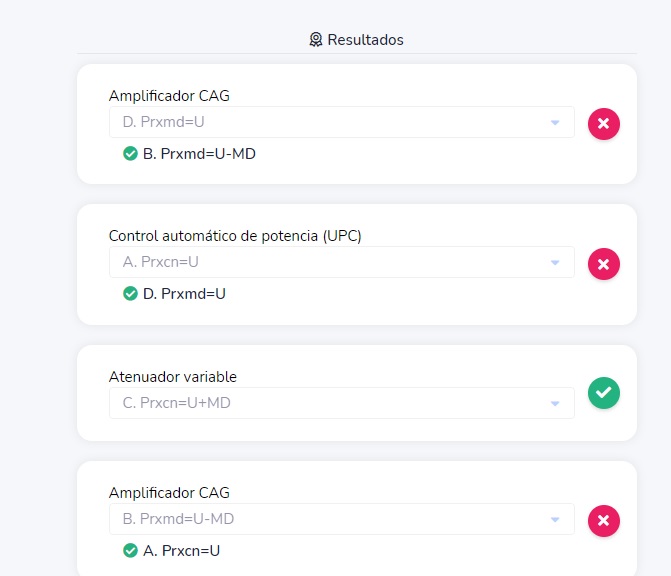 Resultados
Amplificador CAG
D. Prxmd=U
B. Prxmd=U-MD
Control automático de potencia (UPC)
A. Prxcn=U
D. Prxmd=U
Atenuador variable
C. Prxcn=U+MD
Amplificador CAG
B. Prxmd=U-MD
A. Prxcn=U